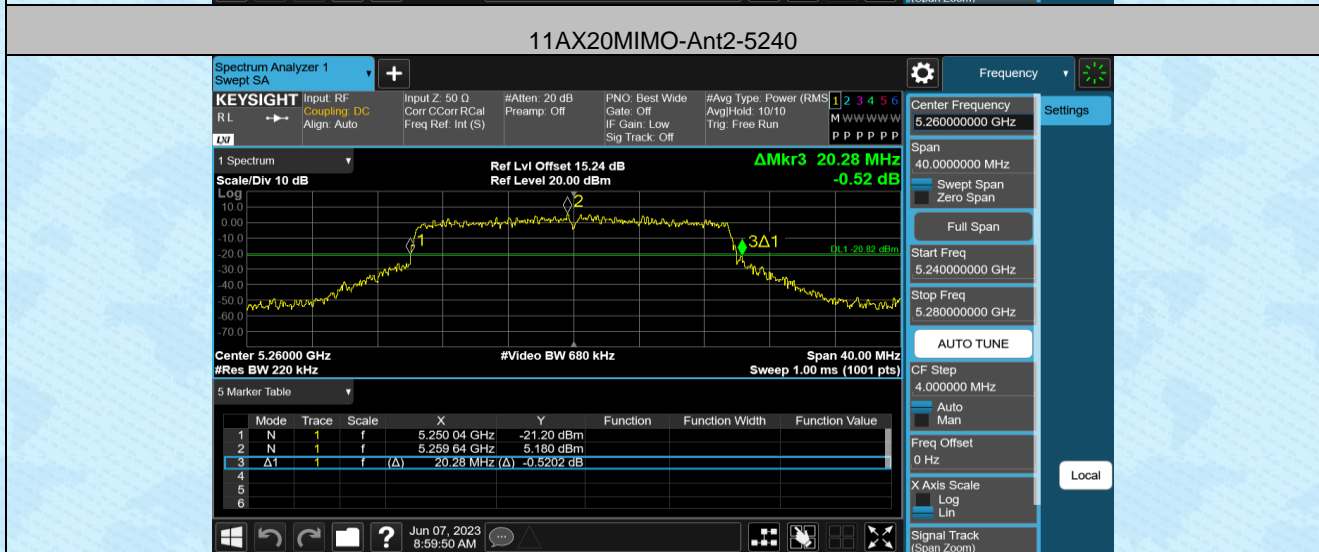 (Span Zoom)
11AX20MIMO-Ant2-5240
Spectrum Analyzer 1
Swept SA
Frequency
KEYSIGHT
R L
LXI
Input: RF
Coupling: DC
Align: Auto
Input Z: 50 Ω
Corr CCorr RCal
Freq Ref: Int (S)
#Atten: 20 dB
Preamp: Off
PNO: Best Wide
Gate: Off
IF Gain: Low
Sig Track: Off
#Avg Type: Power (RMS
Avg|Hold: 10/10
Trig: Free Run
1 2 3 4 5 6
M W W W W W
P P P P P P
Center Frequency
5.260000000 GHz
Settings
1 Spectrum
Scale/Div 10 dB
Ref Lvl Offset 15.24 dB
Ref Level 20.00 dBm
ΔMkr3 20.28 MHz
-0.52 dB
Log
10.0
0.00
-10.0
-20.0
-30.0
-40.0
-50.0
-60.0
-70.0
1
2
3Δ1
DL1 -20.82 dBm
Center 5.26000 GHz
#Res BW 220 kHz
#Video BW 680 kHz
Span 40.00 MHz
Sweep 1.00 ms (1001 pts)
Span
40.0000000 MHz
Swept Span
Zero Span
Full Span
Start Freq
5.240000000 GHz
Stop Freq
5.280000000 GHz
AUTO TUNE
CF Step
4.000000 MHz
Auto
Man
Freq Offset
0 Hz
X Axis Scale
Log
Lin
Signal Track
(Span Zoom)
Local
5 Marker Table
Mode Trace Scale X Y Function Function Width Function Value
1 N 1 f 5.250 04 GHz -21.20 dBm
2 N 1 f 5.259 64 GHz 5.180 dBm
3 Δ1 1 f (Δ) 20.28 MHz (Δ) -0.5202 dB
4
5
6
?
Jun 07, 2023
8:59:50 AM